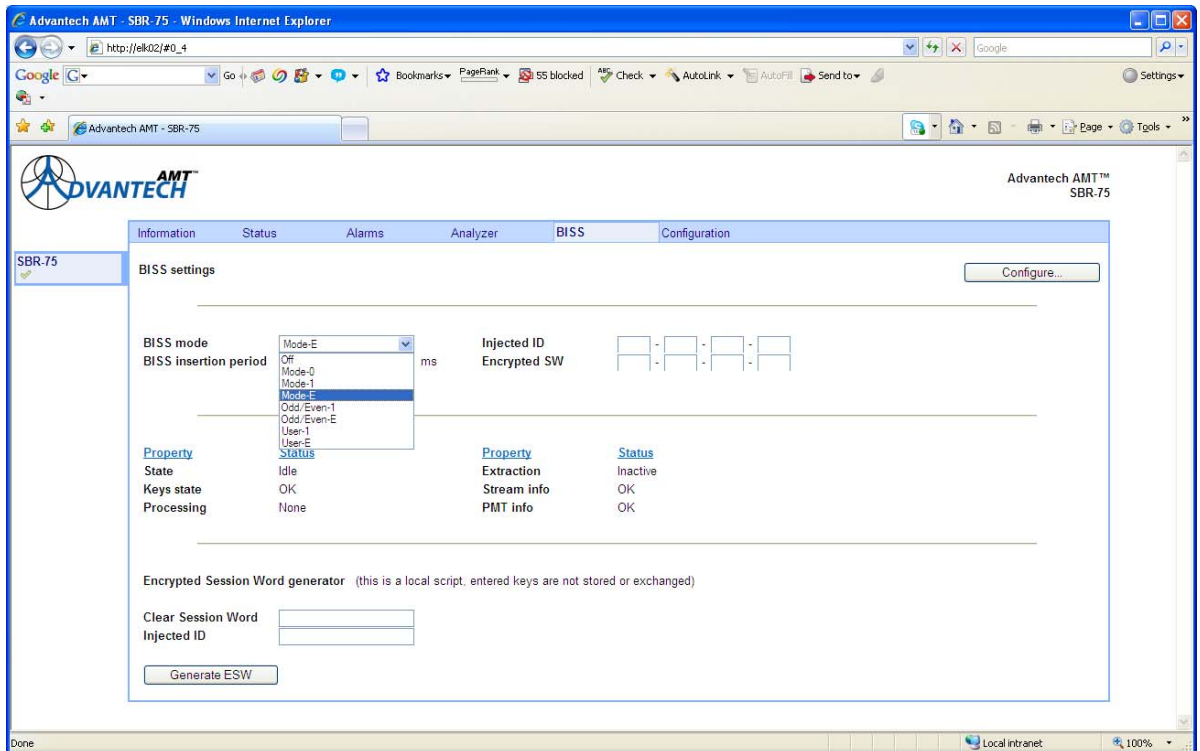 Advantech AMT - SBR-75 - Windows Internet Explorer
http://elk02/#0_4
Google
Google G Go 55 blocked Bookmarks PageRank Check AutoLink AutoFill Send to Settings
Advantech AMT - SBR-75 Page Tools
ADVANTECH AMT™
Advantech AMT™
SBR-75
Information Status Alarms Analyzer BISS Configuration
SBR-75
BISS settings Configure...
BISS mode Mode-E Injected ID - - -
BISS insertion period ms Encrypted SW - - -
Off
Mode-0
Mode-1
Mode-E
Odd/Even-1
Odd/Even-E
User-1
User-E
Property Status Property Status
State Idle Extraction Inactive
Keys state OK Stream info OK
Processing None PMT info OK
Encrypted Session Word generator (this is a local script, entered keys are not stored or exchanged)
Clear Session Word
Injected ID
Generate ESW
Done Local intranet 100%